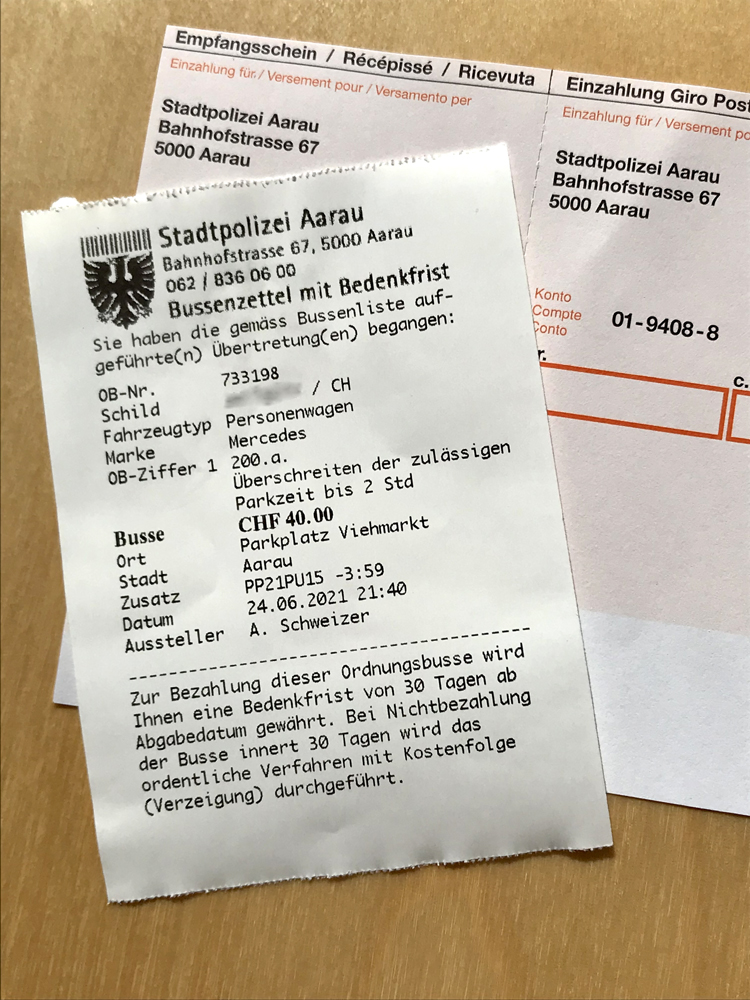 Empfangsschein / Récépissé / Ricevuta
Einzahlung für / Versement pour / Versamento per
Stadtpolizei Aarau
Bahnhofstrasse 67
5000 Aarau
Einzahlung Giro Post
Einzahlung für / Versement po
Stadtpolizei Aarau
Bahnhofstrasse 67
5000 Aarau
Konto
Compte
Conto
01-9408-8
r.
c.
Stadtpolizei Aarau
Bahnhofstrasse 67, 5000 Aarau
062 / 836 06 00
Bussenzettel mit Bedenkfrist
Sie haben die gemäss Bussenliste auf-
geführte(n) Übertretung(en) begangen:
OB-Nr. 733198
Schild / CH
Fahrzeugtyp Personenwagen
Marke Mercedes
OB-Ziffer 1 200.a.
Überschreiten der zulässigen
Parkzeit bis 2 Std
Busse CHF 40.00
Ort Parkplatz Viehmarkt
Stadt Aarau
Zusatz PP21PU15 -3:59
Datum 24.06.2021 21:40
Aussteller A. Schweizer
Zur Bezahlung dieser Ordnungsbusse wird
Ihnen eine Bedenkfrist von 30 Tagen ab
Abgabedatum gewährt. Bei Nichtbezahlung
der Busse innert 30 Tagen wird das
ordentliche Verfahren mit Kostenfolge
(Verzeigung) durchgeführt.